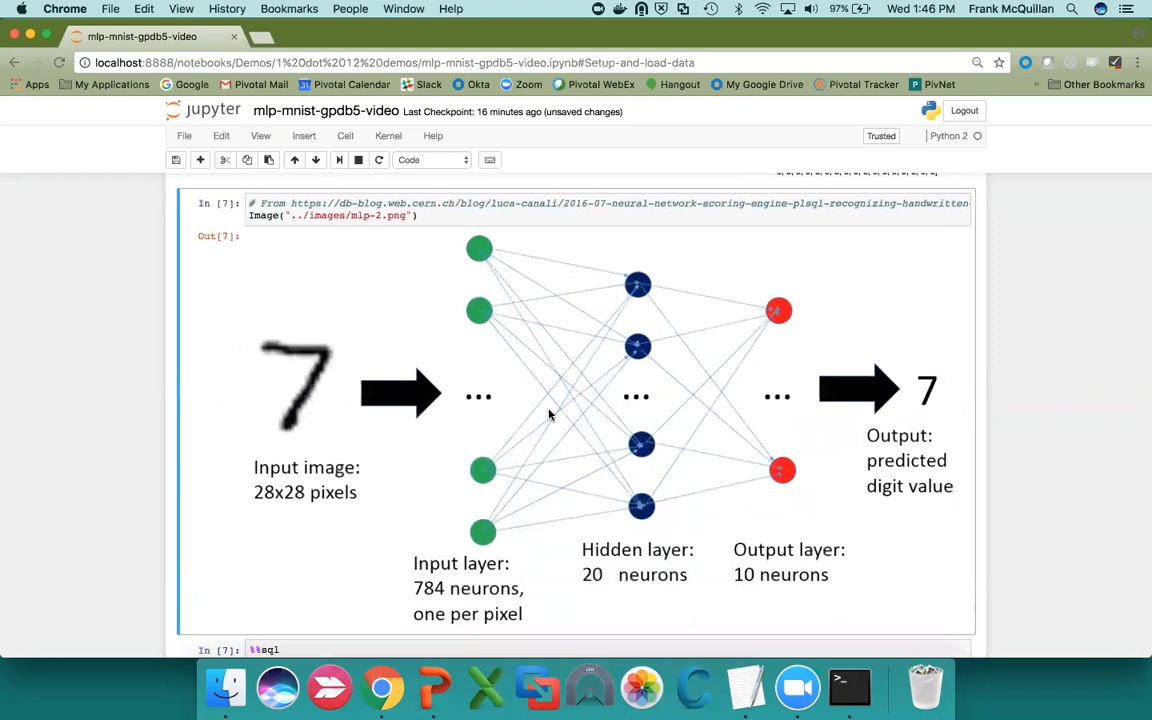 Chrome File Edit View History Bookmarks People Window Help 97% Wed 1:46 PM Frank McQuillan
mlp-mnist-gpdb5-video
localhost:8888/notebooks/Demos/1%20dot%2012%20demos/mlp-mnist-gpdb5-video.ipynb#Setup-and-load-data
Apps My Applications Google Pivotal Mail Pivotal Calendar Slack Okta Zoom Pivotal WebEx Hangout My Google Drive Pivotal Tracker PivNet Other Bookmarks
jupyter mlp-mnist-gpdb5-video Last Checkpoint: 16 minutes ago (unsaved changes) Logout
File Edit View Insert Cell Kernel Help Trusted Python 2
Code
In [7]: # From https://db-blog.web.cern.ch/blog/luca-canali/2016-07-neural-network-scoring-engine-plsql-recognizing-handwritten-
Image("../images/mlp-2.png")
Out[7]:
7
... ... ...
7
Input image:
28x28 pixels
Output:
predicted
digit value
Input layer:
784 neurons,
one per pixel
Hidden layer:
20 neurons
Output layer:
10 neurons
In [7]: %%sql